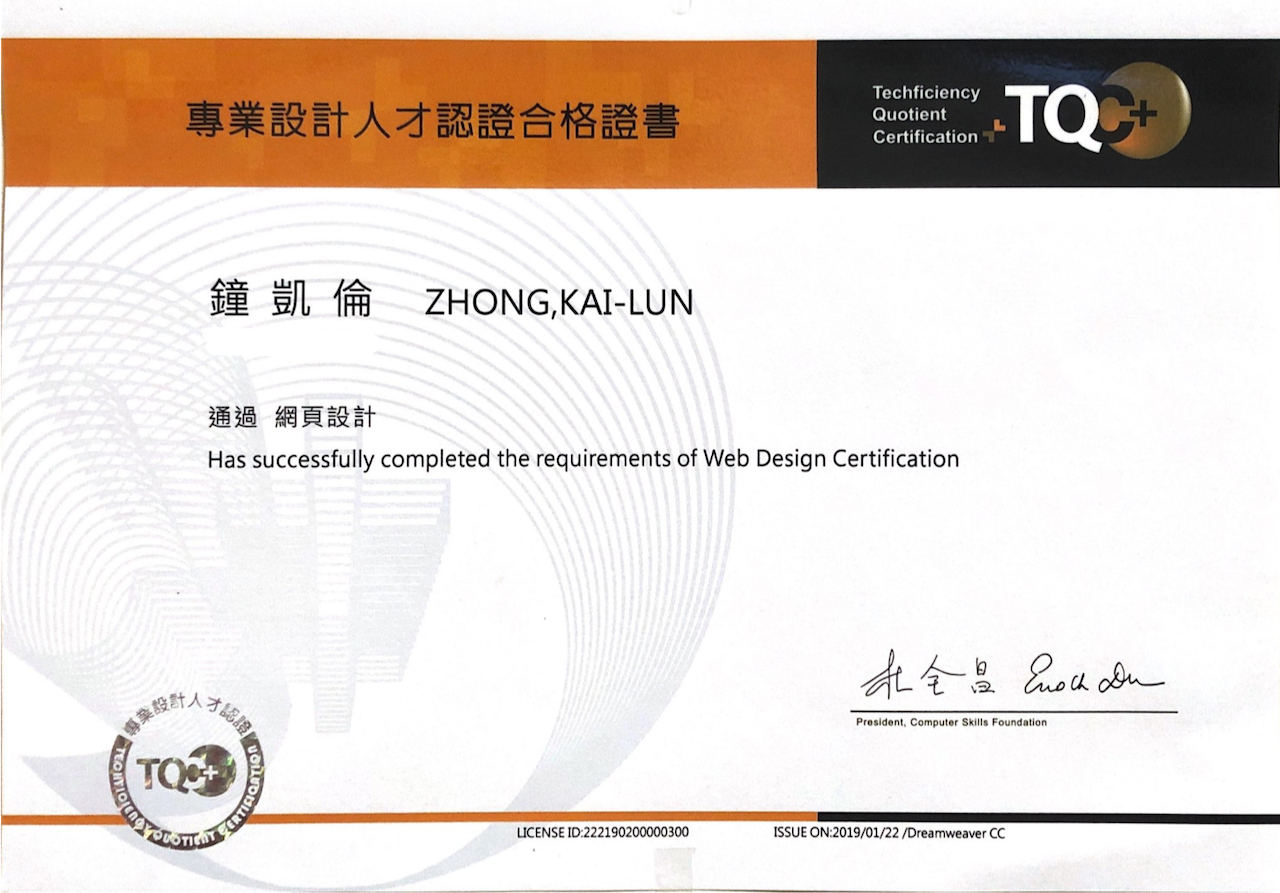 專業設計人才認證合格證書
Techficiency
Quotient
Certification
TQC+
鐘凱倫 ZHONG,KAI-LUN
通過 網頁設計
Has successfully completed the requirements of Web Design Certification
杜全昌 Enoch Du
President, Computer Skills Foundation
專業設計人才認證
TQC+
TECHFICIENCY QUOTIENT CERTIFICATION
LICENSE ID:222190200000300
ISSUE ON:2019/01/22 /Dreamweaver CC